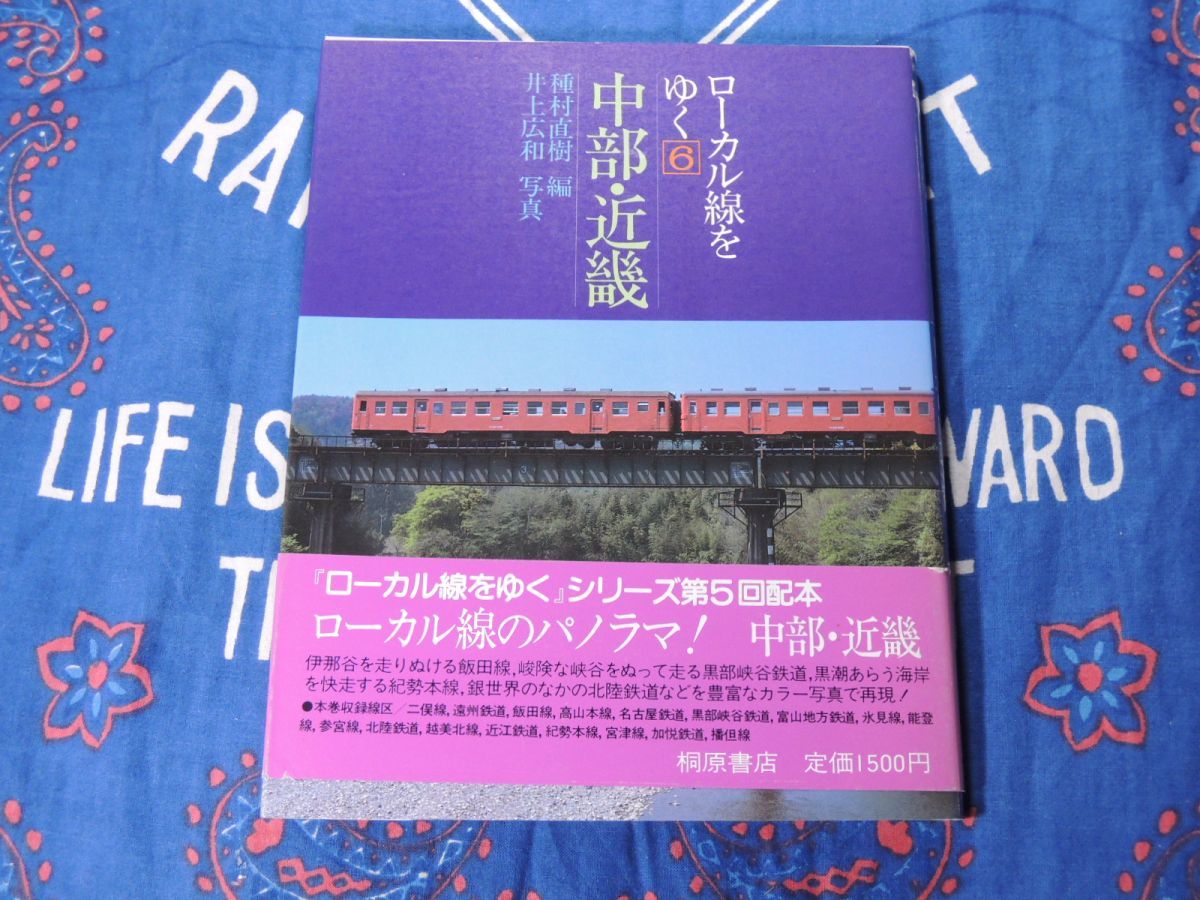 ローカル線を
ゆく6
中部・近畿
種村直樹 編
井上広和 写真
3
『ローカル線をゆく』シリーズ第5回配本
ローカル線のパノラマ! 中部・近畿
伊那谷を走りぬける飯田線,峻険な峡谷をぬって走る黒部峡谷鉄道,黒潮あらう海岸
を快走する紀勢本線,銀世界のなかの北陸鉄道などを豊富なカラー写真で再現!
●本巻収録線区/二俣線,遠州鉄道,飯田線,高山本線,名古屋鉄道,黒部峡谷鉄道,富山地方鉄道,氷見線,能登
線,参宮線,北陸鉄道,越美北線,近江鉄道,紀勢本線,宮津線,加悦鉄道,播但線
桐原書店 定価1500円
LIFE IS